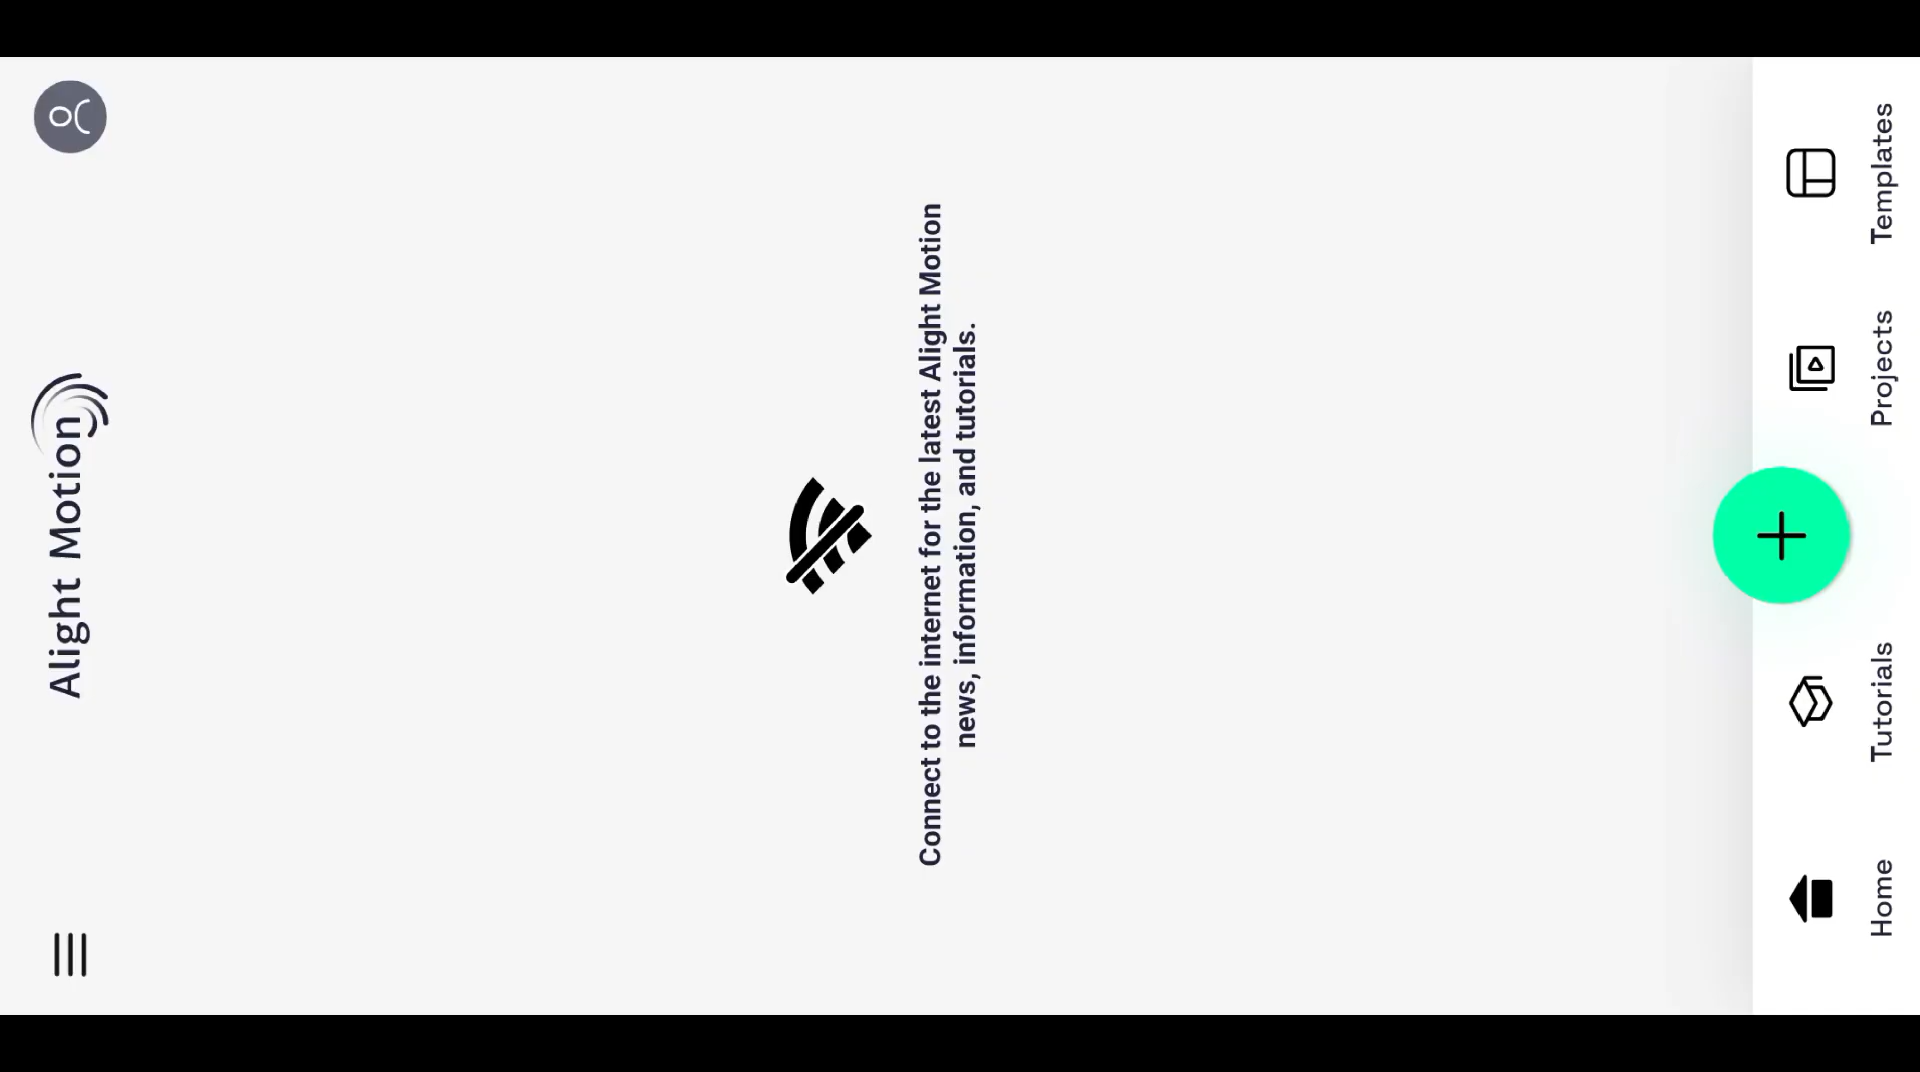 Alight Motion
Connect to the internet for the latest Alight Motion
news, information, and tutorials.
Home
Tutorials
Projects
Templates